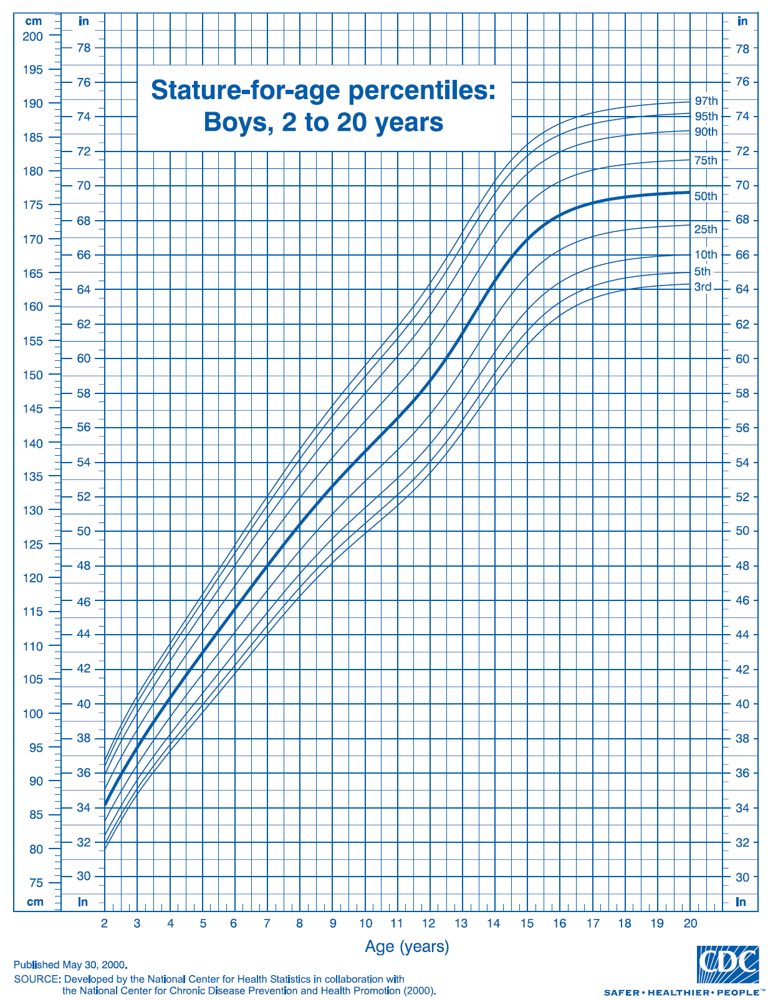 cm in in
200
78 78
195
76 76
Stature-for-age percentiles:
Boys, 2 to 20 years
190
97th
74 95th 74
90th
185
72 72
180
75th
70 70
175
50th
68 68
170
25th
66 10th 66
165
5th
64 3rd 64
160
62 62
155
60 60
150
58 58
145
56 56
140
54 54
135
52 52
130
50 50
125
48 48
120
46 46
115
44 44
110
42 42
105
40 40
100
38 38
95
36 36
90
34 34
85
32 32
80
30 30
75
cm In In
2 3 4 5 6 7 8 9 10 11 12 13 14 15 16 17 18 19 20
Age (years)
Published May 30, 2000.
SOURCE: Developed by the National Center for Health Statistics in collaboration with
the National Center for Chronic Disease Prevention and Health Promotion (2000).
CDC
SAFER • HEALTHIER • PEOPLE™